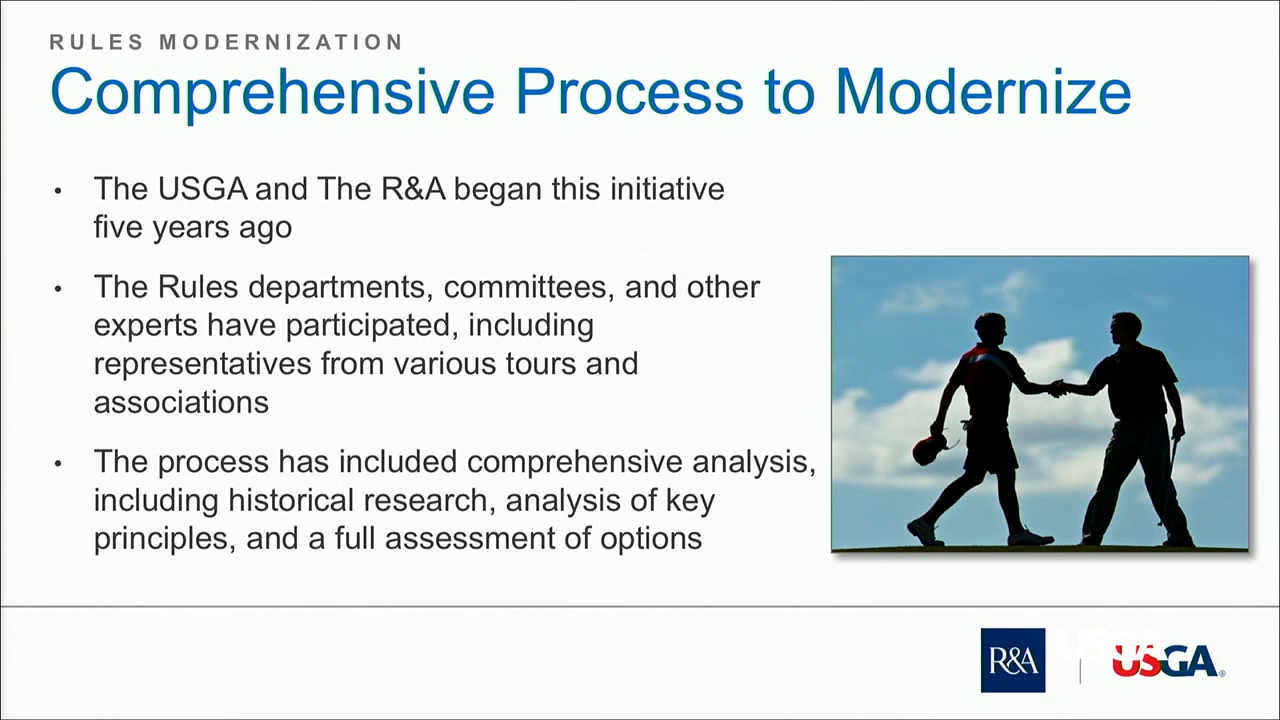 RULES MODERNIZATION
Comprehensive Process to Modernize
• The USGA and The R&A began this initiative
five years ago
• The Rules departments, committees, and other
experts have participated, including
representatives from various tours and
associations
• The process has included comprehensive analysis,
including historical research, analysis of key
principles, and a full assessment of options
R&A
USGA
USGA®